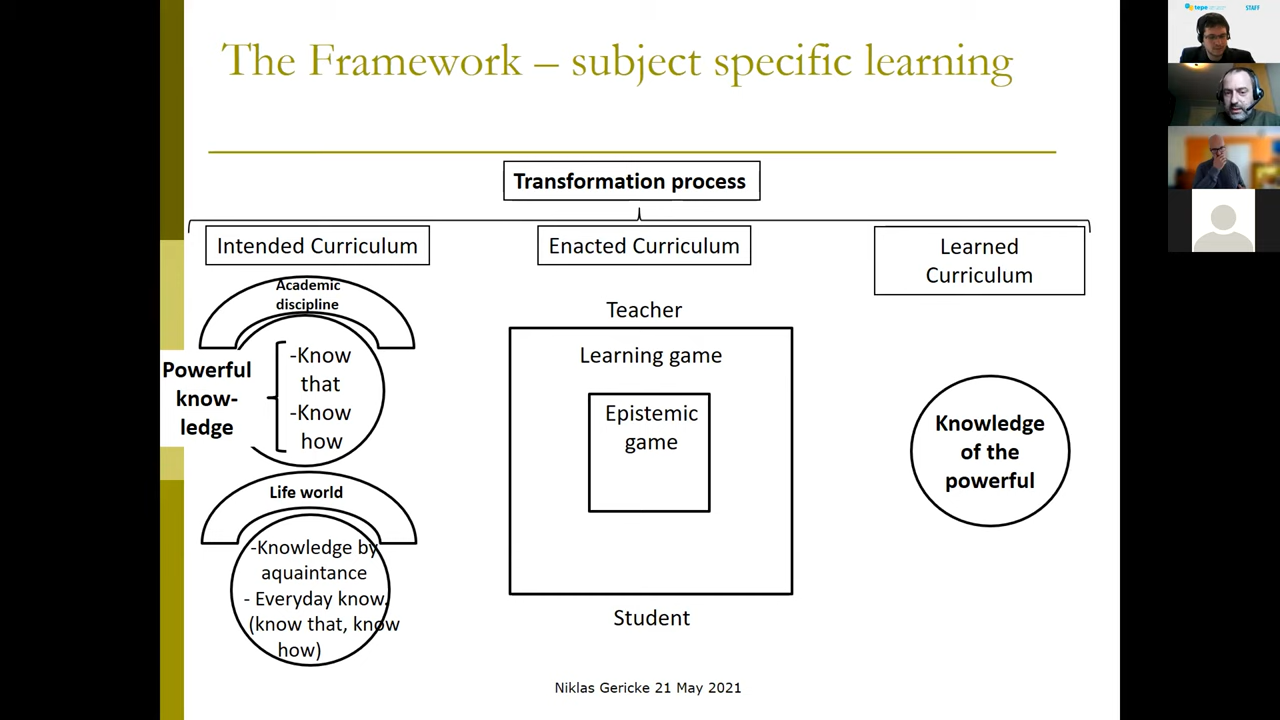 The Framework – subject specific learning
Transformation process
Intended Curriculum
Enacted Curriculum
Learned
Curriculum
Academic
discipline
Powerful
know-
ledge
-Know
that
-Know
how
Life world
-Knowledge by
aquaintance
- Everyday know.
(know that, know
how)
Teacher
Learning game
Epistemic
game
Student
Knowledge
of the
powerful
Niklas Gericke 21 May 2021
tepe
STAFF